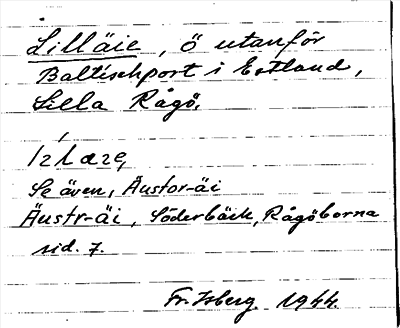 Lilläie, ö utanför
Baltischport i Estland,
Lilla Rågö.
Se även, Äustor-äi
Äustr-äi, Söderbäck, Rågöborna
sid. 7.
Fr. Isberg 1944.